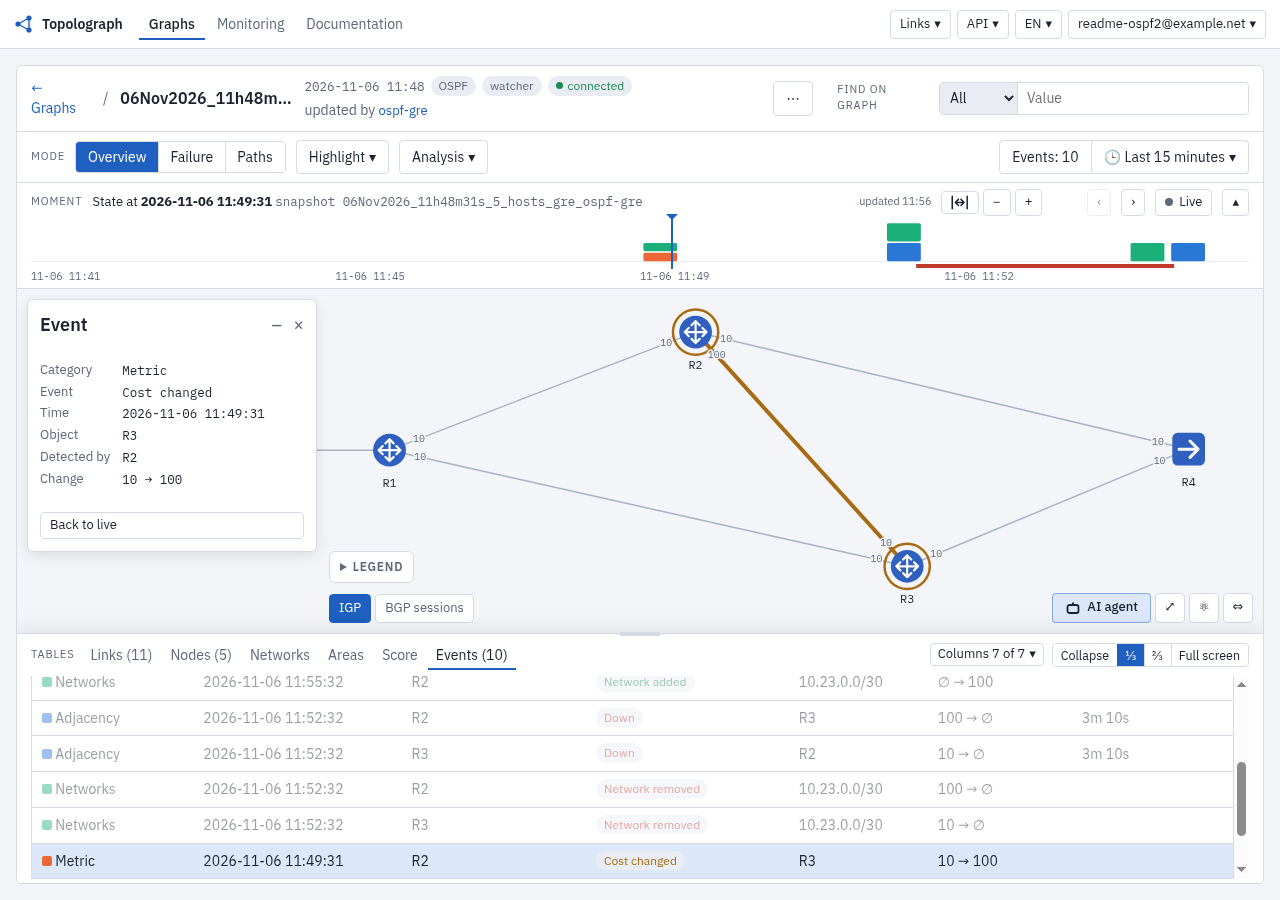 Topolograph Graphs Monitoring Documentation Links ▾ API ▾ EN ▾ readme-ospf2@example.net ▾
← Graphs / 06Nov2026_11h48m... 2026-11-06 11:48 OSPF watcher connected
updated by ospf-gre
... FIND ON GRAPH All Value
MODE Overview Failure Paths Highlight ▾ Analysis ▾ Events: 10 Last 15 minutes ▾
MOMENT State at 2026-11-06 11:49:31 snapshot 06Nov2026_11h48m31s_5_hosts_gre_ospf-gre updated 11:56 − + ‹ › Live ▴
11-06 11:41 11-06 11:45 11-06 11:49 11-06 11:52
Event − ×
Category Metric
Event Cost changed
Time 2026-11-06 11:49:31
Object R3
Detected by R2
Change 10 → 100
Back to live
10 10
100
R2
10
10
R1
10
10
R4
10
10 10
R3
LEGEND
IGP BGP sessions
AI agent
TABLES Links (11) Nodes (5) Networks Areas Score Events (10) Columns 7 of 7 ▾ Collapse ⅓ ⅔ Full screen
Networks 2026-11-06 11:55:32 R2 Network added 10.23.0.0/30 ∅ → 100
Adjacency 2026-11-06 11:52:32 R2 Down R3 100 → ∅ 3m 10s
Adjacency 2026-11-06 11:52:32 R3 Down R2 10 → ∅ 3m 10s
Networks 2026-11-06 11:52:32 R2 Network removed 10.23.0.0/30 100 → ∅
Networks 2026-11-06 11:52:32 R3 Network removed 10.23.0.0/30 10 → ∅
Metric 2026-11-06 11:49:31 R2 Cost changed R3 10 → 100